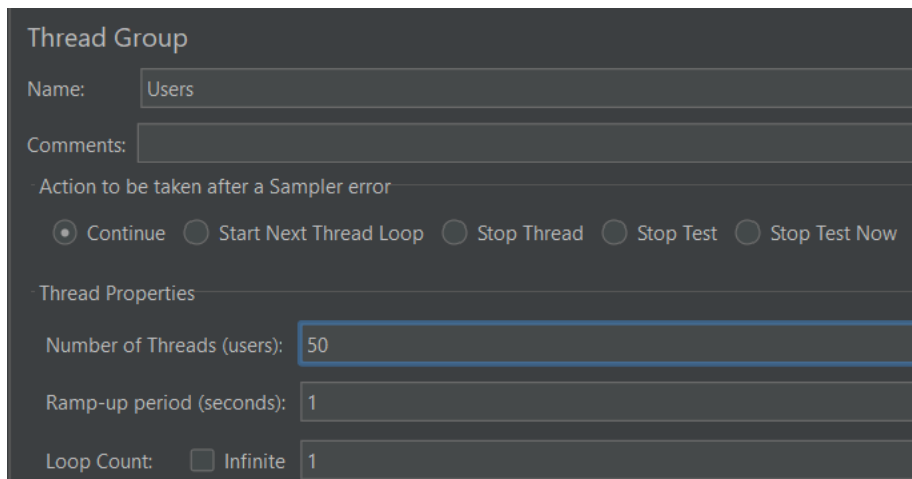 Thread Group
Name: Users
Comments:
Action to be taken after a Sampler error
Continue Start Next Thread Loop Stop Thread Stop Test Stop Test Now
Thread Properties
Number of Threads (users): 50
Ramp-up period (seconds): 1
Loop Count: Infinite 1